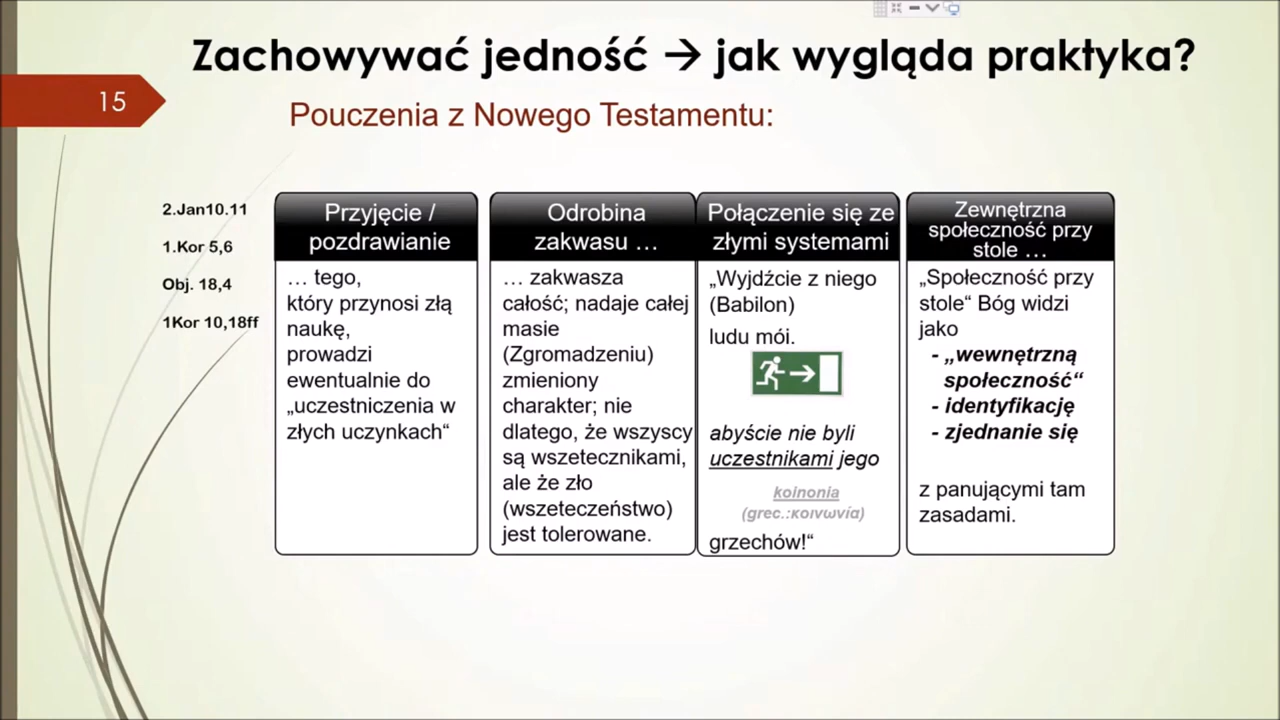 Zachowywać jedność → jak wygląda praktyka?
15
Pouczenia z Nowego Testamentu:
2.Jan10.11
1.Kor 5,6
Obj. 18,4
1Kor 10,18ff
Przyjęcie /
pozdrawianie
… tego,
który przynosi złą
naukę,
prowadzi
ewentualnie do
„uczestniczenia w
złych uczynkach“
Odrobina
zakwasu …
… zakwasza
całość; nadaje całej
masie
(Zgromadzeniu)
zmieniony
charakter; nie
dlatego, że wszyscy
są wszetecznikami,
ale że zło
(wszeteczeństwo)
jest tolerowane.
Połączenie się ze
złymi systemami
„Wyjdźcie z niego
(Babilon)
ludu mói.
abyście nie byli
uczestnikami jego
koinonia
(grec.:κοινωνία)
grzechów!“
Zewnętrzna
społeczność przy
stole …
„Społeczność przy
stole“ Bóg widzi
jako
- „wewnętrzną
społeczność“
- identyfikację
- zjednanie się
z panującymi tam
zasadami.